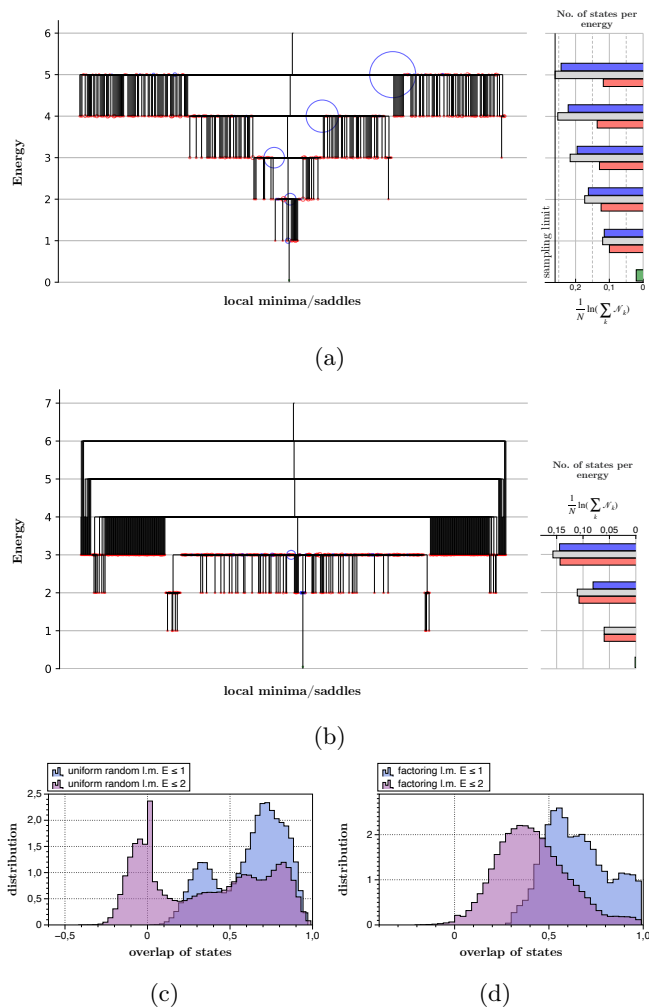 No. of states per
energy
6
5
4
3
2
1
0
Energy
local minima/saddles
sampling limit
0,2
0,1
0
1/N ln(∑_k 𝒩_k)
(a)
7
6
5
4
3
2
1
0
Energy
local minima/saddles
No. of states per
energy
1/N ln(∑_k 𝒩_k)
0,15 0,10 0,05 0
(b)
uniform random l.m. E ≤ 1
uniform random l.m. E ≤ 2
2,5
2,0
1,5
1,0
0,5
0
distribution
−0,5 0 0,5 1,0
overlap of states
factoring l.m. E ≤ 1
factoring l.m. E ≤ 2
2
1
0
distribution
0 0,5 1,0
overlap of states
(c) (d)